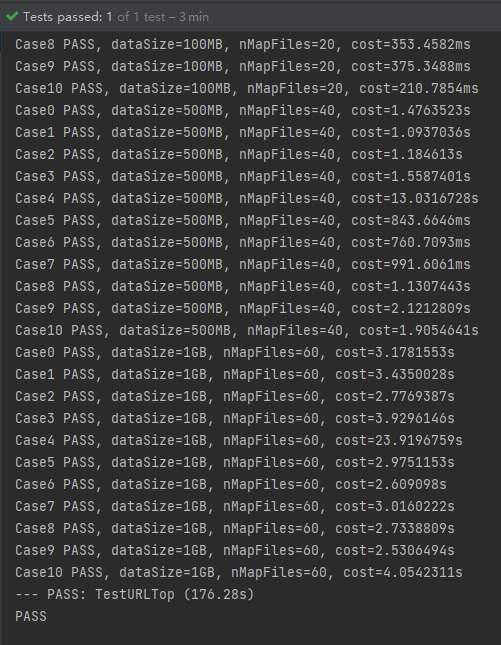 Tests passed: 1 of 1 test – 3 min
Case8 PASS, dataSize=100MB, nMapFiles=20, cost=353.4582ms
Case9 PASS, dataSize=100MB, nMapFiles=20, cost=375.3488ms
Case10 PASS, dataSize=100MB, nMapFiles=20, cost=210.7854ms
Case0 PASS, dataSize=500MB, nMapFiles=40, cost=1.4763523s
Case1 PASS, dataSize=500MB, nMapFiles=40, cost=1.0937036s
Case2 PASS, dataSize=500MB, nMapFiles=40, cost=1.184613s
Case3 PASS, dataSize=500MB, nMapFiles=40, cost=1.5587401s
Case4 PASS, dataSize=500MB, nMapFiles=40, cost=13.0316728s
Case5 PASS, dataSize=500MB, nMapFiles=40, cost=843.6646ms
Case6 PASS, dataSize=500MB, nMapFiles=40, cost=760.7093ms
Case7 PASS, dataSize=500MB, nMapFiles=40, cost=991.6061ms
Case8 PASS, dataSize=500MB, nMapFiles=40, cost=1.1307443s
Case9 PASS, dataSize=500MB, nMapFiles=40, cost=2.1212809s
Case10 PASS, dataSize=500MB, nMapFiles=40, cost=1.9054641s
Case0 PASS, dataSize=1GB, nMapFiles=60, cost=3.1781553s
Case1 PASS, dataSize=1GB, nMapFiles=60, cost=3.4350028s
Case2 PASS, dataSize=1GB, nMapFiles=60, cost=2.7769387s
Case3 PASS, dataSize=1GB, nMapFiles=60, cost=3.9296146s
Case4 PASS, dataSize=1GB, nMapFiles=60, cost=23.9196759s
Case5 PASS, dataSize=1GB, nMapFiles=60, cost=2.9751153s
Case6 PASS, dataSize=1GB, nMapFiles=60, cost=2.609098s
Case7 PASS, dataSize=1GB, nMapFiles=60, cost=3.0160222s
Case8 PASS, dataSize=1GB, nMapFiles=60, cost=2.7338809s
Case9 PASS, dataSize=1GB, nMapFiles=60, cost=2.5306494s
Case10 PASS, dataSize=1GB, nMapFiles=60, cost=4.0542311s
--- PASS: TestURLTop (176.28s)
PASS